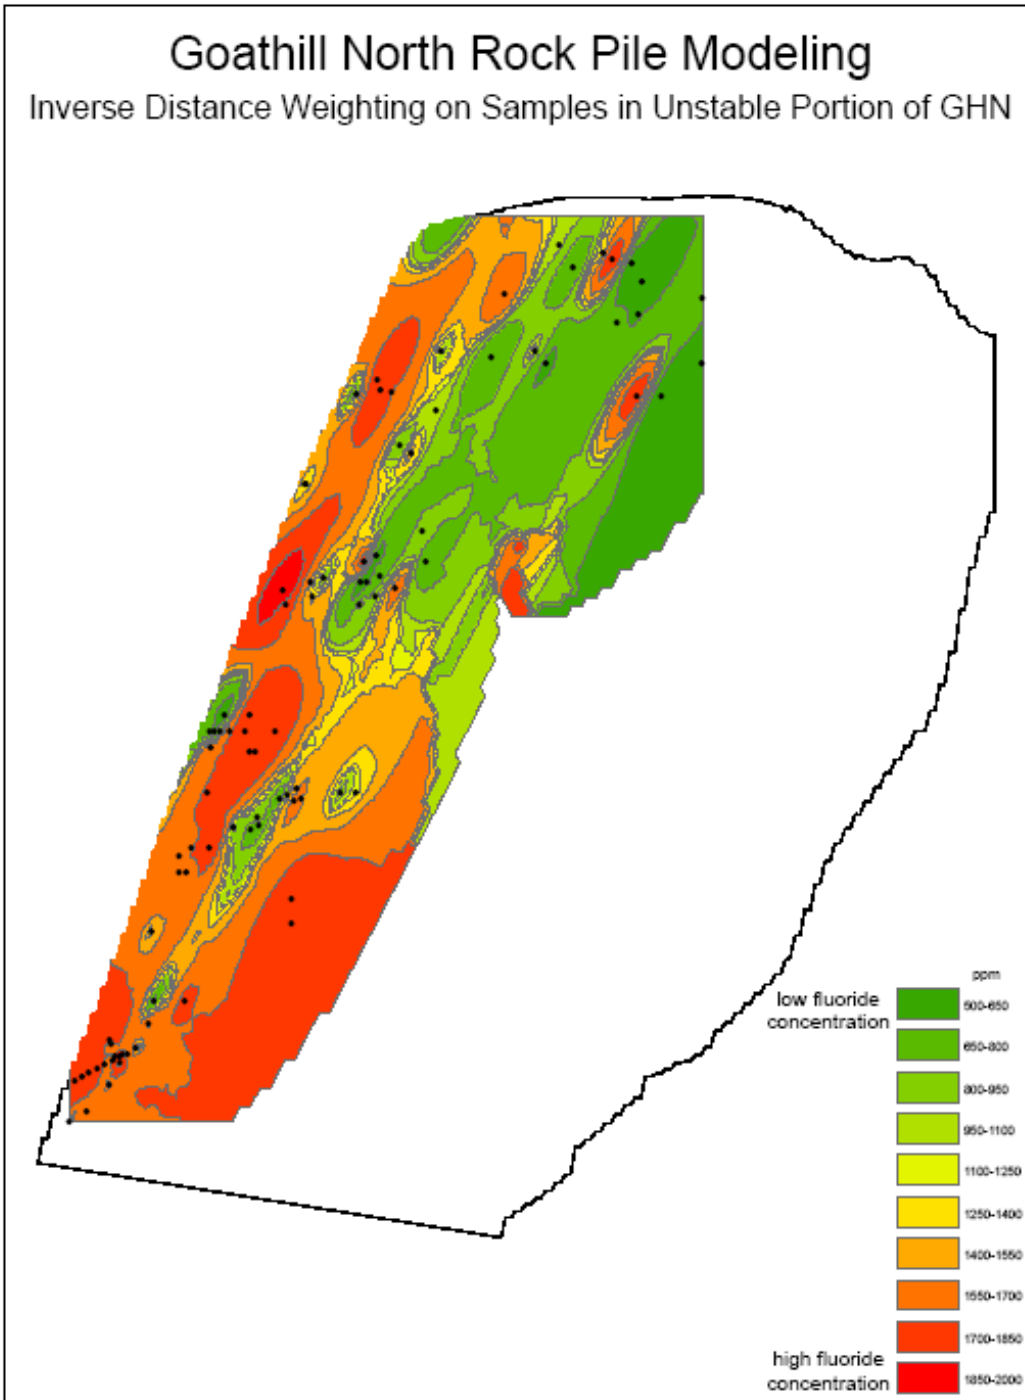 Goathill North Rock Pile Modeling
Inverse Distance Weighting on Samples in Unstable Portion of GHN
ppm
low fluoride
concentration
500-650
650-800
800-950
950-1100
1100-1250
1250-1400
1400-1550
1550-1700
1700-1850
high fluoride
concentration
1850-2000